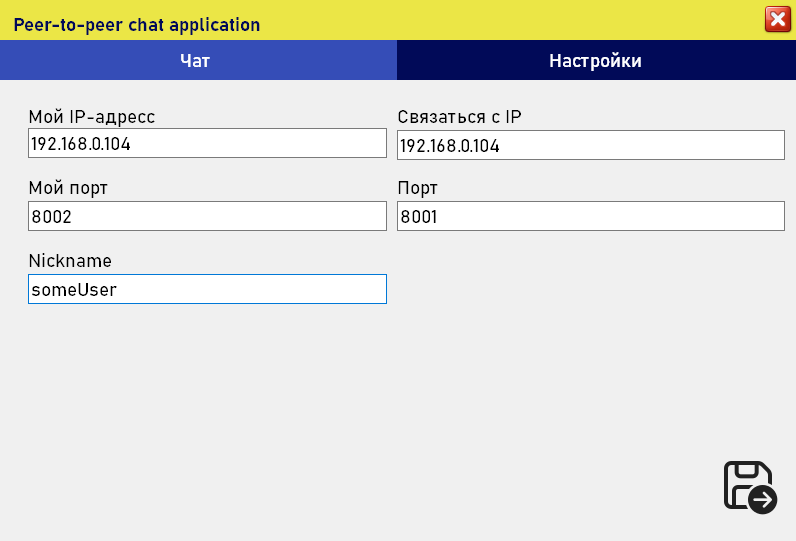 Peer-to-peer chat application
Чат
Настройки
Мой IP-адресс
192.168.0.104
Связаться с IP
192.168.0.104
Мой порт
8002
Порт
8001
Nickname
someUser